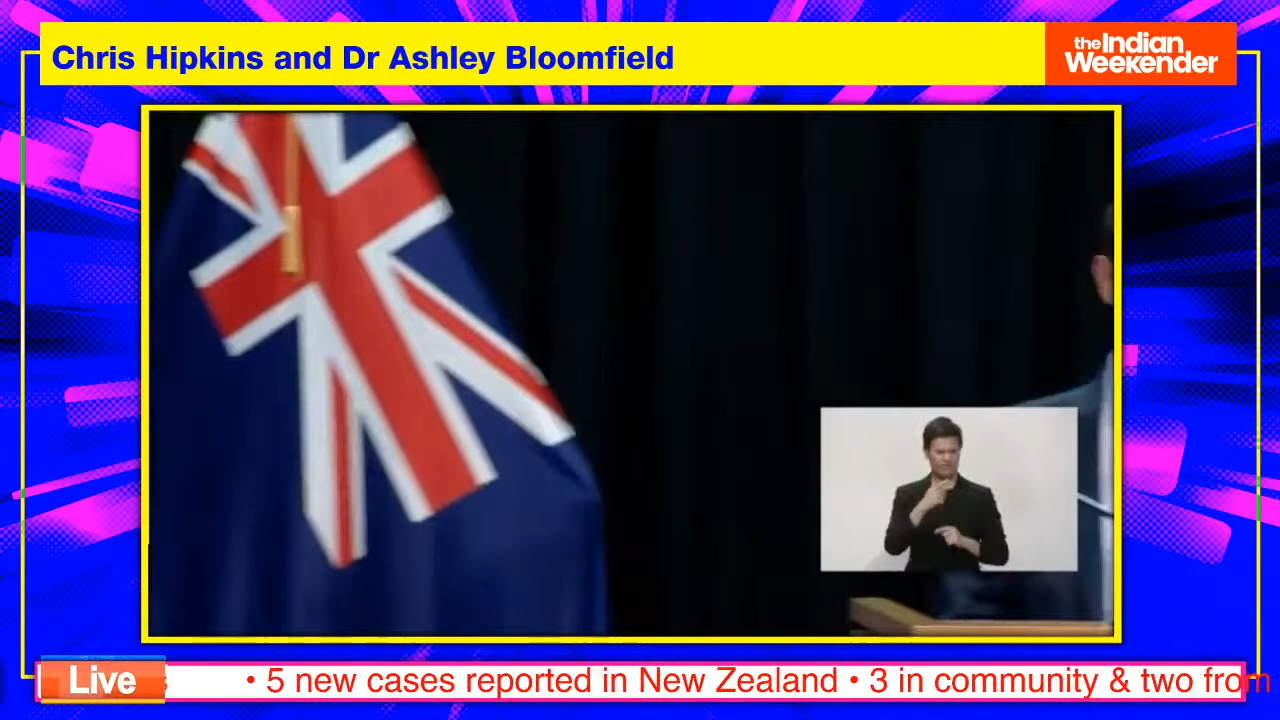 Chris Hipkins and Dr Ashley Bloomfield
the Indian
Weekender
Live
• 5 new cases reported in New Zealand • 3 in community & two from